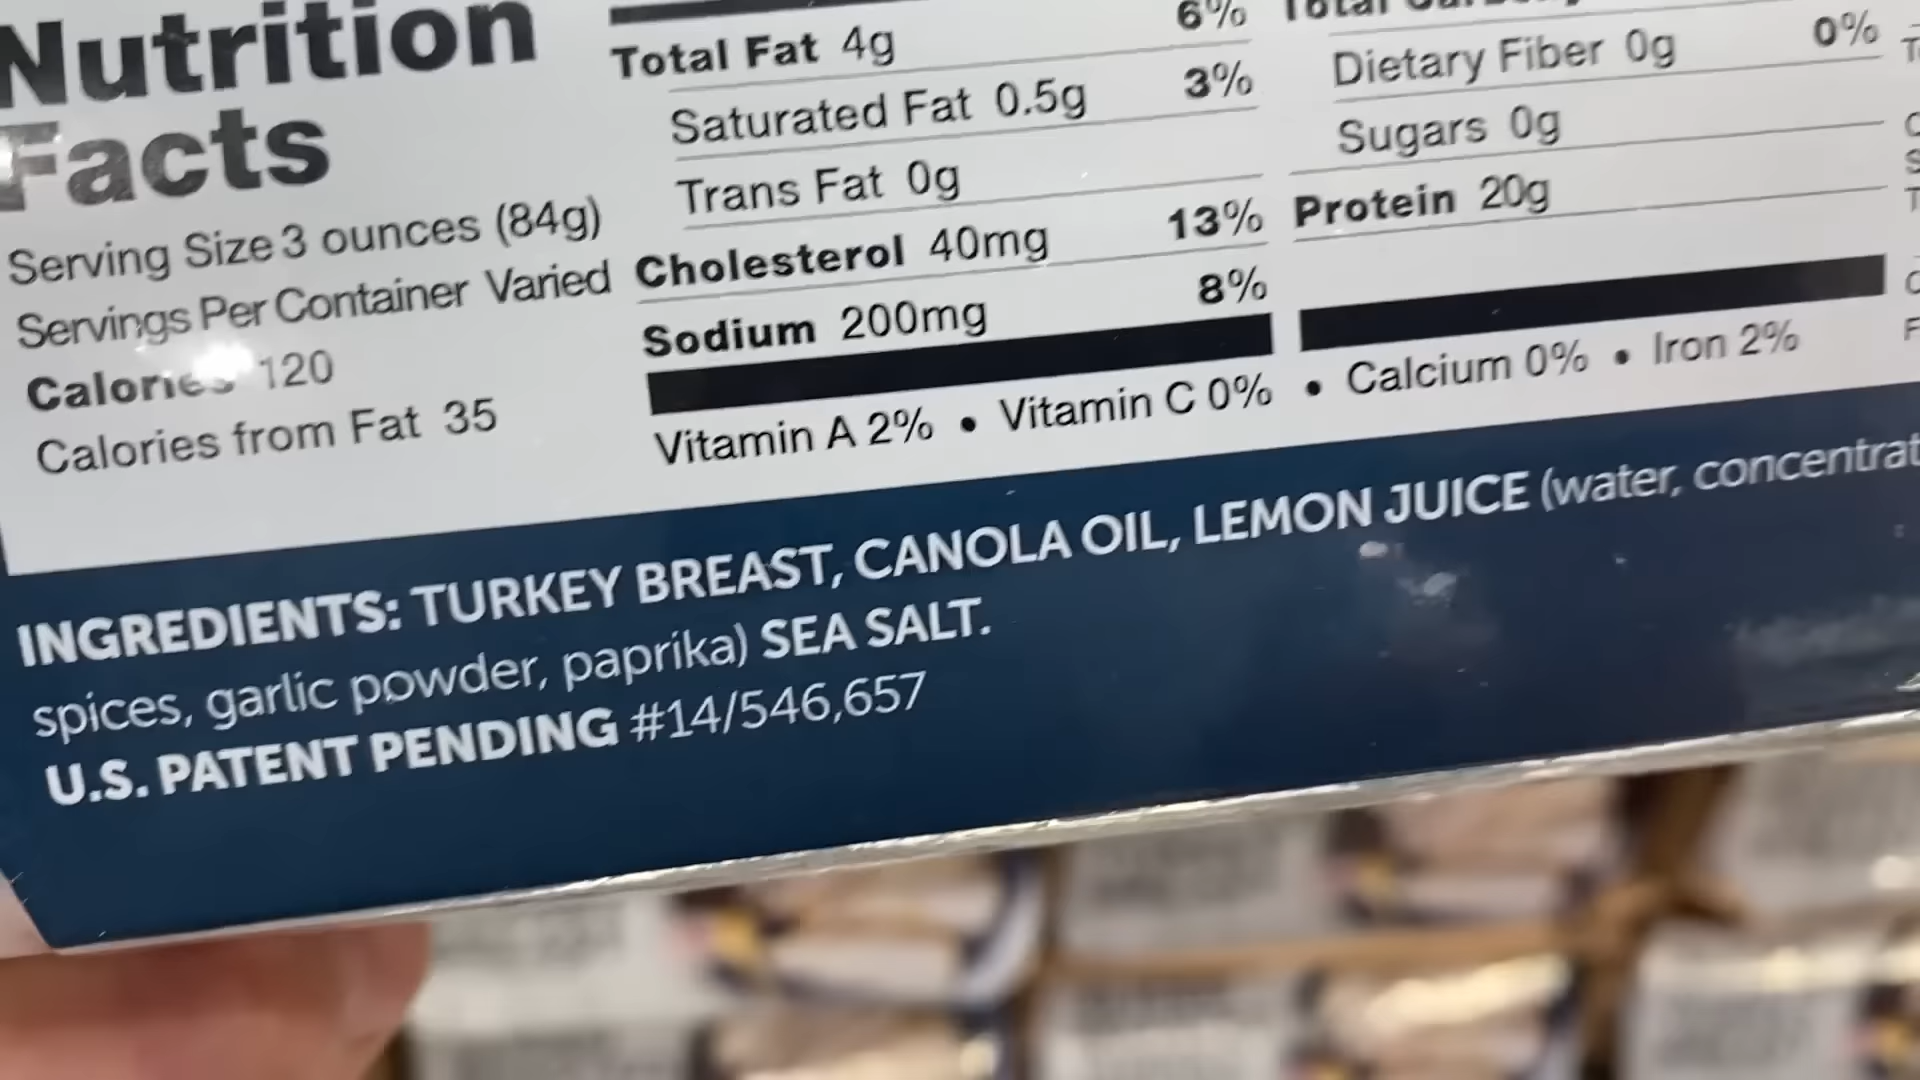 Nutrition
Facts
Serving Size 3 ounces (84g)
Servings Per Container Varied
Calories 120
Calories from Fat 35
Total Fat 4g 6%
Saturated Fat 0.5g 3%
Trans Fat 0g
Cholesterol 40mg 13%
Sodium 200mg 8%
Total
Dietary Fiber 0g 0%
Sugars 0g
Protein 20g
Vitamin A 2% • Vitamin C 0% • Calcium 0% • Iron 2%
INGREDIENTS: TURKEY BREAST, CANOLA OIL, LEMON JUICE (water, concentrat
spices, garlic powder, paprika) SEA SALT.
U.S. PATENT PENDING #14/546,657